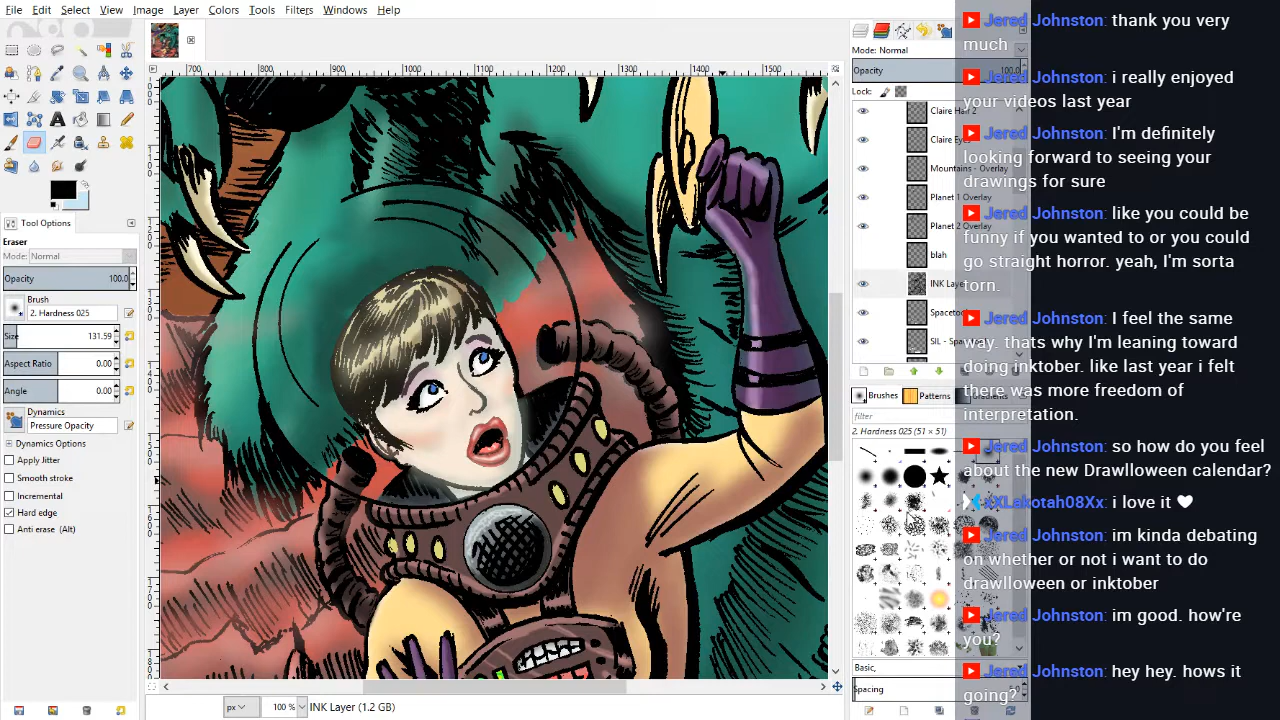 File Edit Select View Image Layer Colors Tools Filters Windows Help
700 800 900 1000 1100 1200 1300 1400 1500
Tool Options
Eraser
Mode: Normal
Opacity 100.0
Brush
2. Hardness 025
Size 131.59
Aspect Ratio 0.00
Angle 0.00
Dynamics
Pressure Opacity
Dynamics Options
Apply Jitter
Smooth stroke
Incremental
Hard edge
Anti erase (Alt)
px 100 % INK Layer (1.2 GB)
Mode: Normal
Opacity 100.0
Lock:
Claire Hair 2
Claire Eyes
Mountains - Overlay
Planet 1 Overlay
Planet 2 Overlay
blah
INK Layer
Brushes Patterns Gradients
filter
2. Hardness 025 (51 × 51)
Basic,
Spacing
Jered Johnston: thank you very
much
Jered Johnston: i really enjoyed
your videos last year
Jered Johnston: I'm definitely
looking forward to seeing your
drawings for sure
Jered Johnston: like you could be
funny if you wanted to or you could
go straight horror. yeah, I'm sorta
torn.
Jered Johnston: I feel the same
way. thats why I'm leaning toward
doing inktober. like last year i felt
there was more freedom of
interpretation.
Jered Johnston: so how do you feel
about the new Drawlloween calendar?
xXLakotah08Xx: i love it ♥
Jered Johnston: im kinda debating
on whether or not i want to do
drawlloween or inktober
Jered Johnston: im good. how're
you?
Jered Johnston: hey hey. hows it
going?